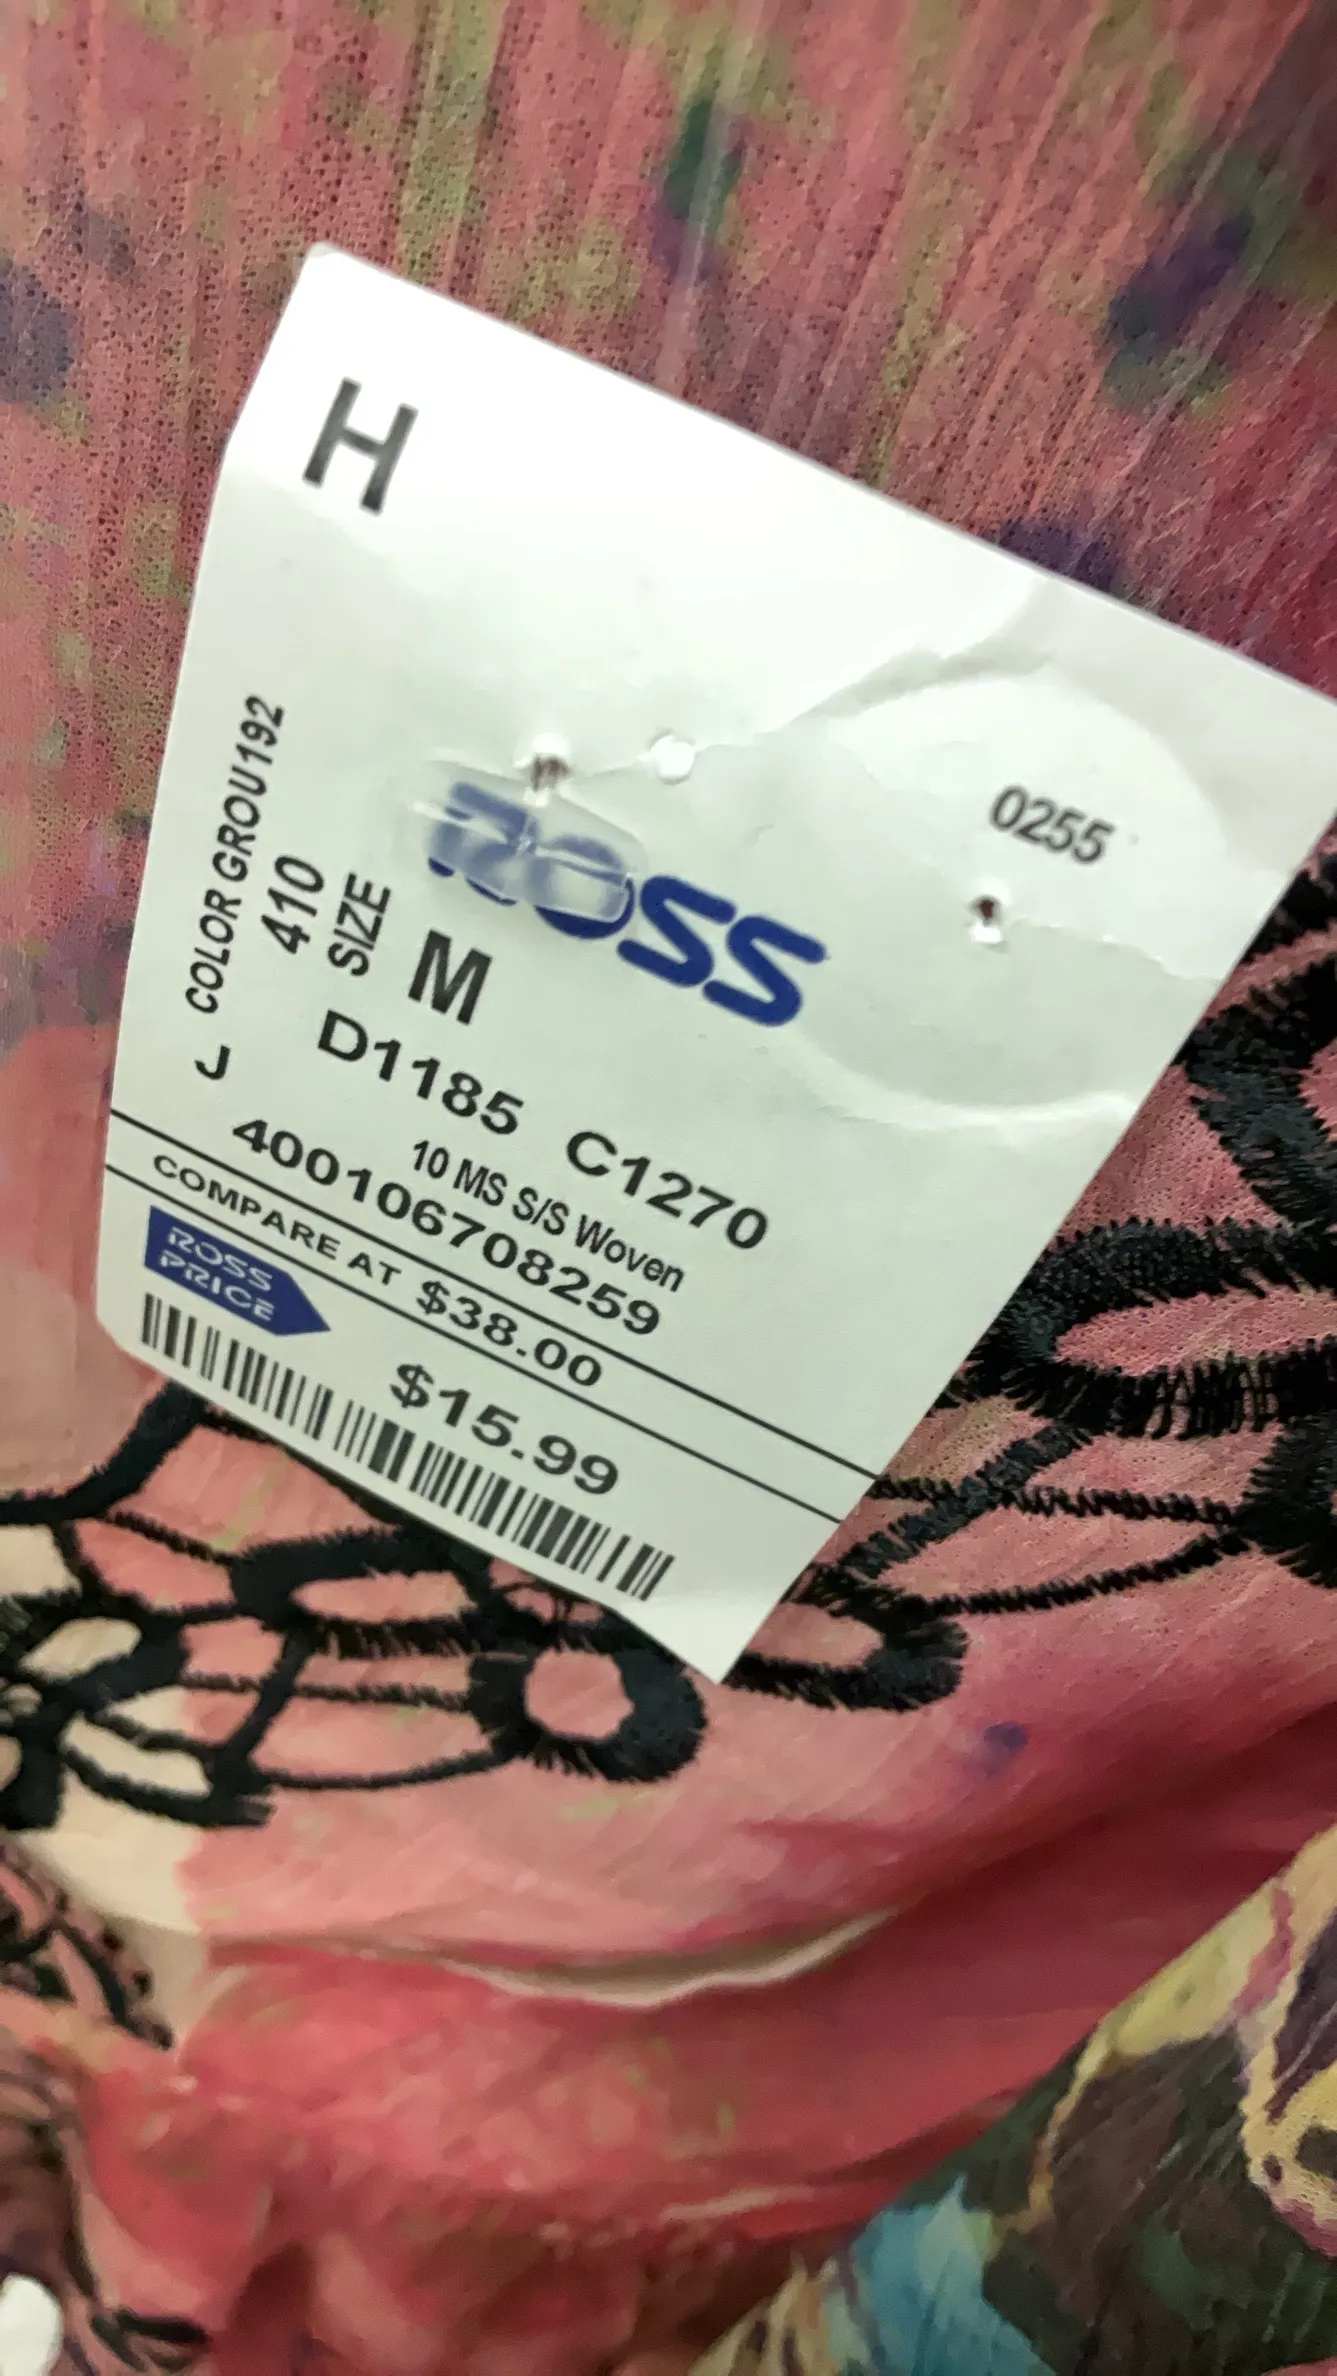 H
0255
ROSS
COLOR GROU192
410
SIZE
M
J
D1185 C1270
10 MS S/S Woven
400106708259
COMPARE AT $38.00
ROSS
PRICE
$15.99